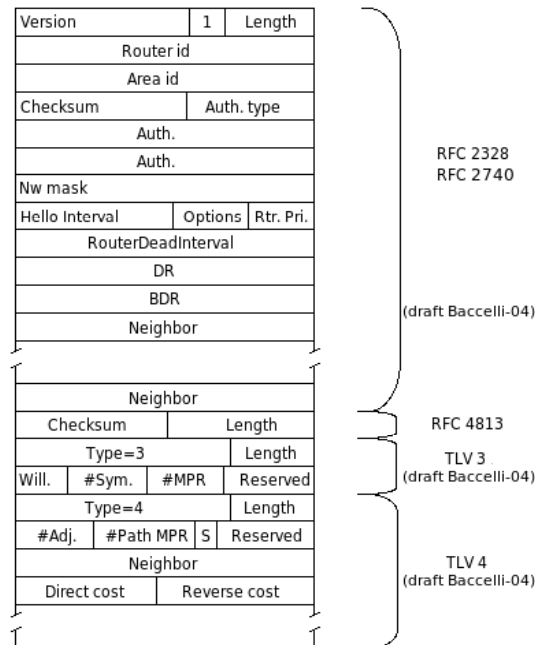 Version 1 Length
Router id
Area id
Checksum Auth. type
Auth.
Auth.
Nw mask
Hello Interval Options Rtr. Pri.
RouterDeadInterval
DR
BDR
Neighbor
Neighbor
Checksum Length
Type=3 Length
Will. #Sym. #MPR Reserved
Type=4 Length
#Adj. #Path MPR S Reserved
Neighbor
Direct cost Reverse cost
RFC 2328
RFC 2740
(draft Baccelli-04)
RFC 4813
TLV 3
(draft Baccelli-04)
TLV 4
(draft Baccelli-04)